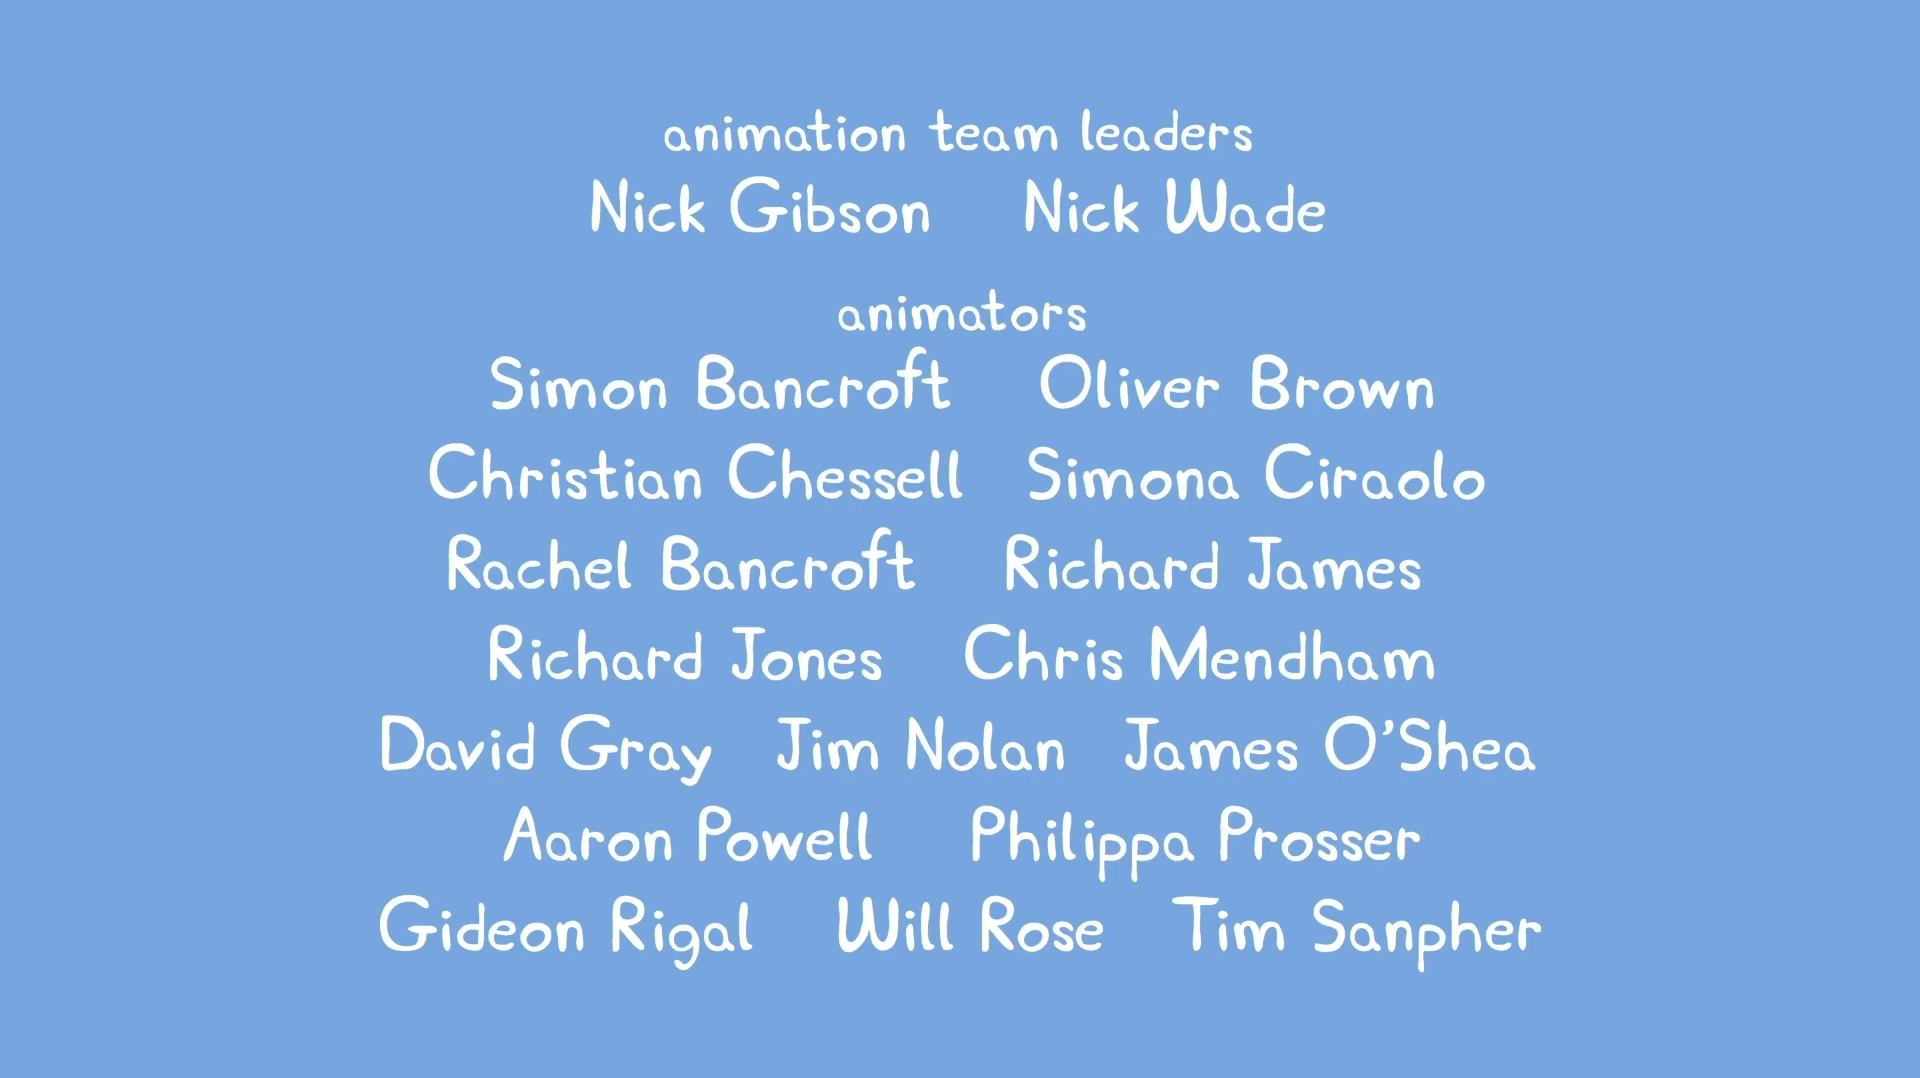 animation team leaders
Nick Gibson Nick Wade
animators
Simon Bancroft Oliver Brown
Christian Chessell Simona Ciraolo
Rachel Bancroft Richard James
Richard Jones Chris Mendham
David Gray Jim Nolan James O'Shea
Aaron Powell Philippa Prosser
Gideon Rigal Will Rose Tim Sanpher